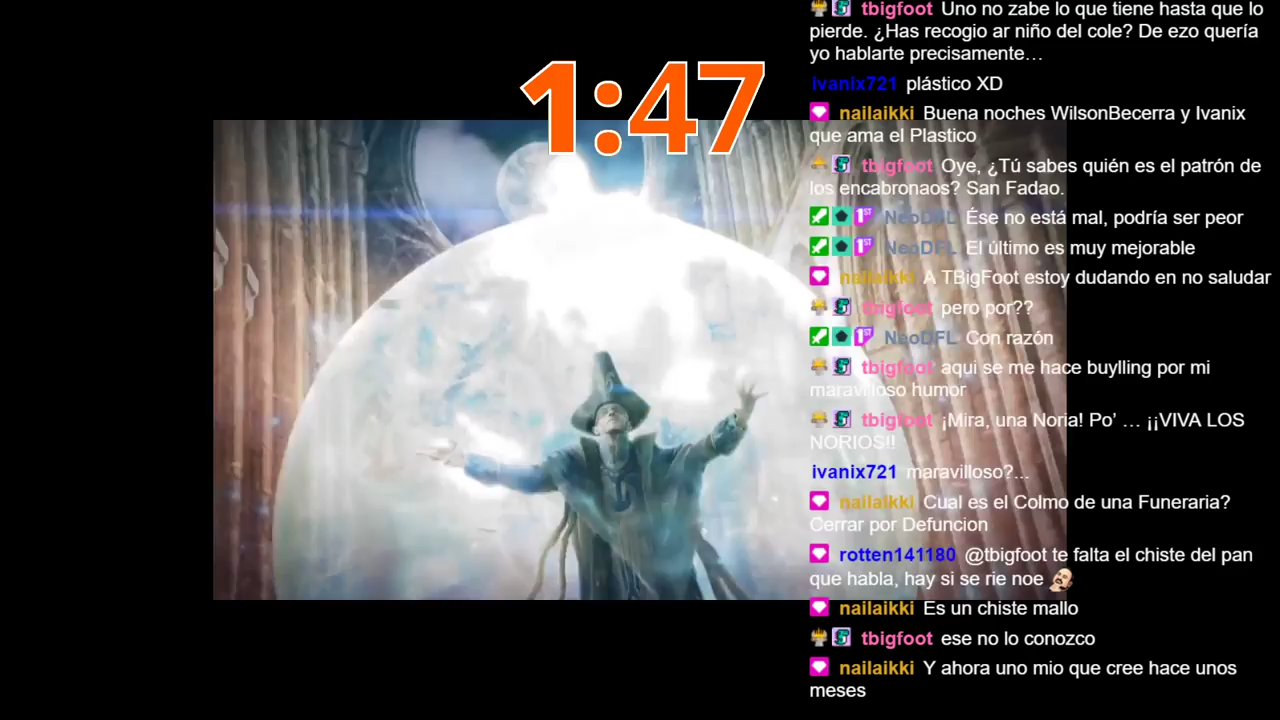 tbigfoot Uno no zabe lo que tiene hasta que lo
pierde. ¿Has recogio ar niño del cole? De ezo quería
yo hablarte precisamente…
1:47
ivanix721 plástico XD
nailaikki Buena noches WilsonBecerra y Ivanix
que ama el Plastico
tbigfoot Oye, ¿Tú sabes quién es el patrón de
los encabronaos? San Fadao.
1ST NeoDFL Ése no está mal, podría ser peor
1ST NeoDFL El último es muy mejorable
nailaikki A TBigFoot estoy dudando en no saludar
tbigfoot pero por??
1ST NeoDFL Con razón
tbigfoot aqui se me hace buylling por mi
maravilloso humor
tbigfoot ¡Mira, una Noria! Po' … ¡¡VIVA LOS
NORIOS!!
ivanix721 maravilloso?...
nailaikki Cual es el Colmo de una Funeraria?
Cerrar por Defuncion
rotten141180 @tbigfoot te falta el chiste del pan
que habla, hay si se rie noe
nailaikki Es un chiste mallo
tbigfoot ese no lo conozco
nailaikki Y ahora uno mio que cree hace unos
meses